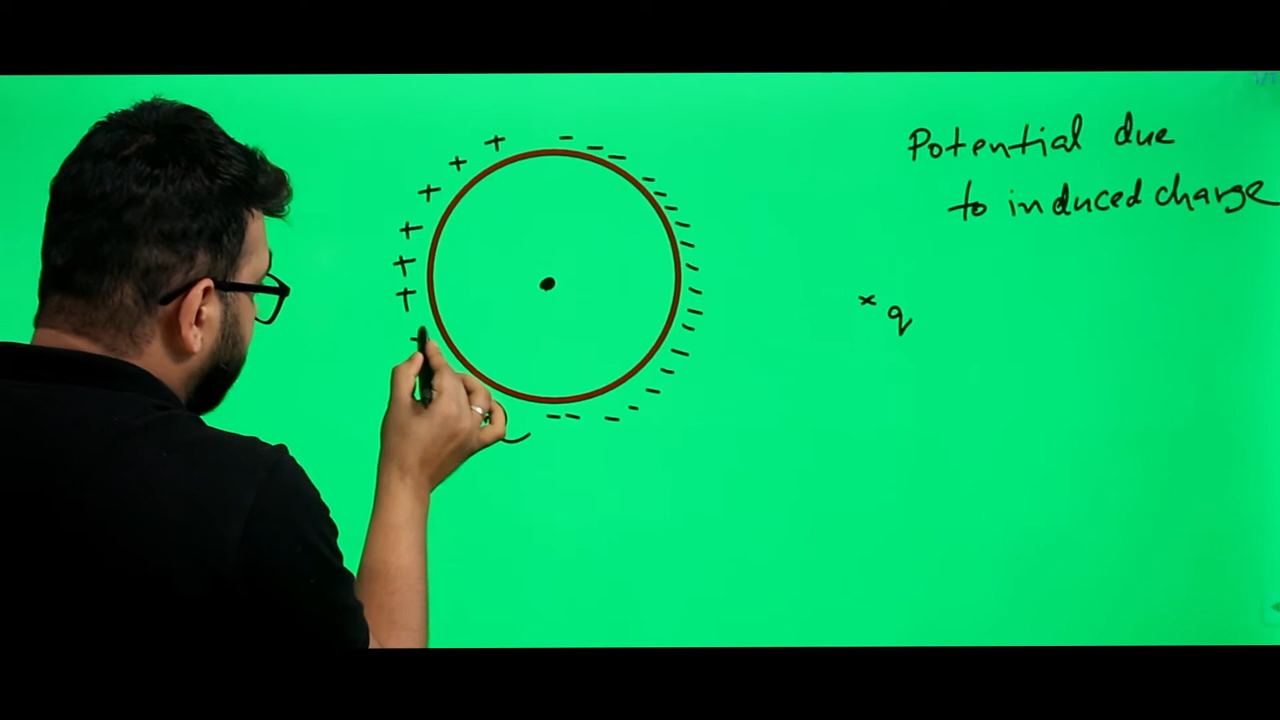 Potential due
to induced charge
+ + + + + +
- - - - - - - - - - - - - - - - - - - -
× q